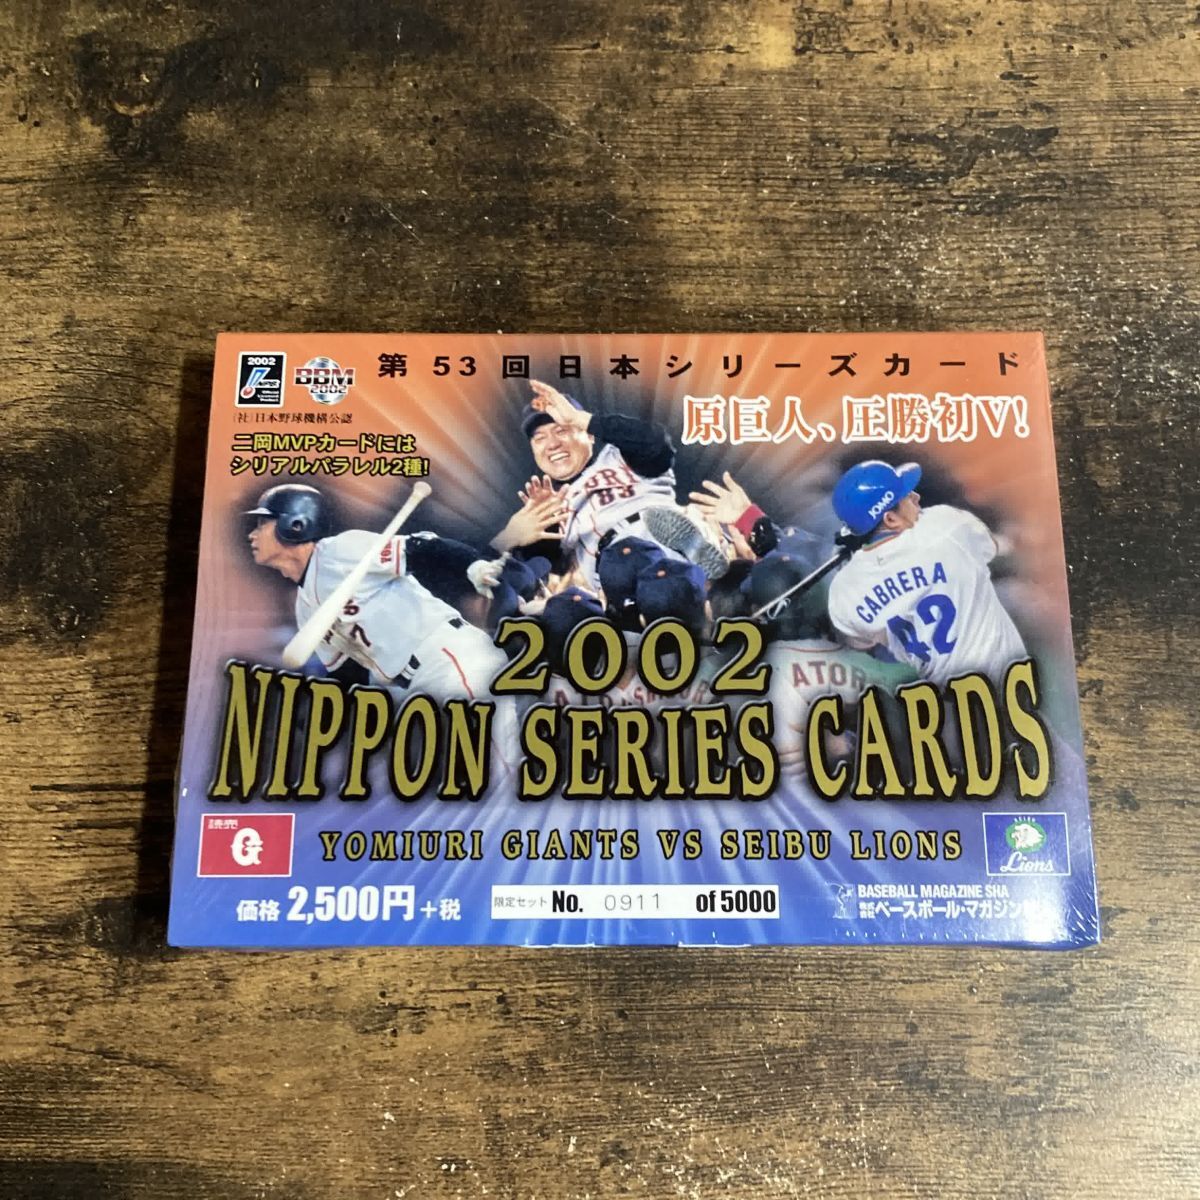 第53回日本シリーズカード
2002
BBM
2002
(社)日本野球機構公認
原巨人、圧勝初V!
二岡MVPカードには
シリアルパラレル2種!
83
JOMO
CABRERA
42
7
ATOR
2002
NIPPON SERIES CARDS
読売
G
YOMIURI GIANTS VS SEIBU LIONS
Lions
価格 2,500円+税
限定セット No. 0911 of 5000
BASEBALL MAGAZINE SHA
株式会社ベースボール・マガジン